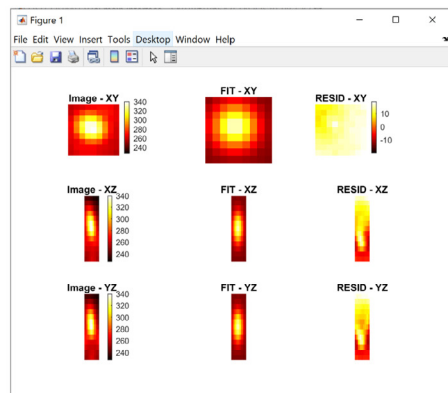 Figure 1
File Edit View Insert Tools Desktop Window Help
Image - XY
340
320
300
280
260
240
FIT - XY
RESID - XY
10
0
-10
Image - XZ
340
320
300
280
260
240
FIT - XZ
RESID - XZ
Image - YZ
340
320
300
280
260
240
FIT - YZ
RESID - YZ